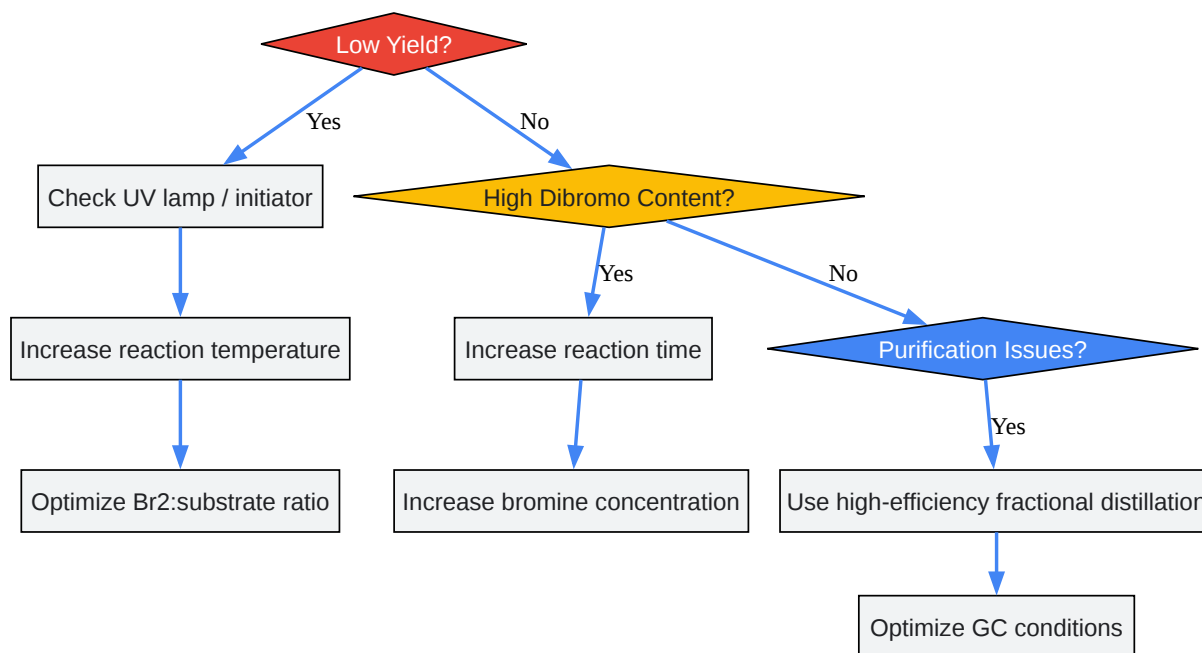 Low Yield?
Yes
No
Check UV lamp / initiator
High Dibromo Content?
Yes
No
Increase reaction temperature
Increase reaction time
Purification Issues?
Yes
Optimize Br2:substrate ratio
Increase bromine concentration
Use high-efficiency fractional distillation
Optimize GC conditions